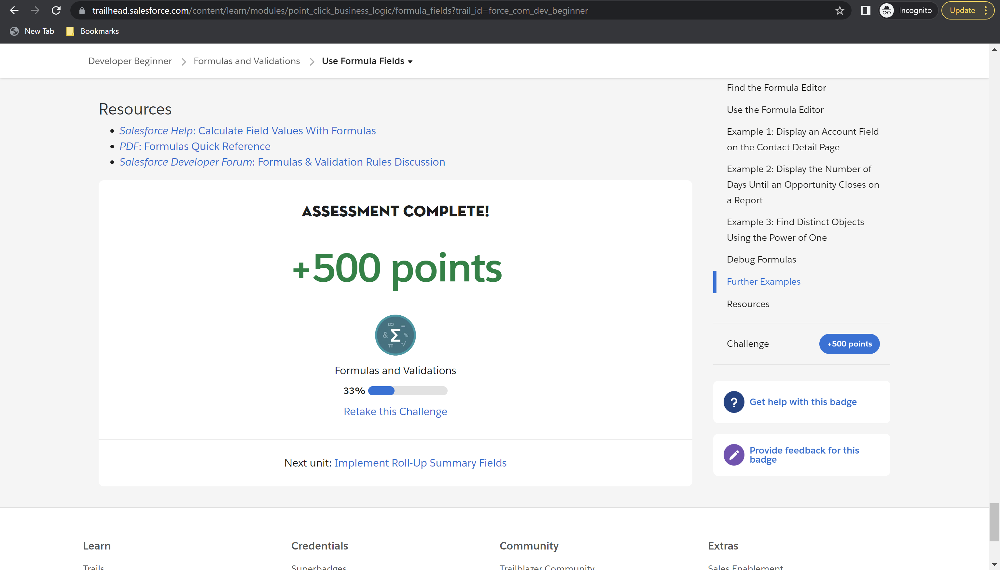 trailhead.salesforce.com/content/learn/modules/point_click_business_logic/formula_fields?trail_id=force_com_dev_beginner
Incognito
Update
New Tab
Bookmarks
Developer Beginner
Formulas and Validations
Use Formula Fields
Resources
Salesforce Help: Calculate Field Values With Formulas
PDF: Formulas Quick Reference
Salesforce Developer Forum: Formulas & Validation Rules Discussion
ASSESSMENT COMPLETE!
+500 points
∞ =
& Σ %
π √
Formulas and Validations
33%
Retake this Challenge
Next unit: Implement Roll-Up Summary Fields
Find the Formula Editor
Use the Formula Editor
Example 1: Display an Account Field
on the Contact Detail Page
Example 2: Display the Number of
Days Until an Opportunity Closes on
a Report
Example 3: Find Distinct Objects
Using the Power of One
Debug Formulas
Further Examples
Resources
Challenge
+500 points
? Get help with this badge
Provide feedback for this
badge
Learn
Credentials
Community
Extras
Trails
Superbadges
Trailblazer Community
Sales Enablement